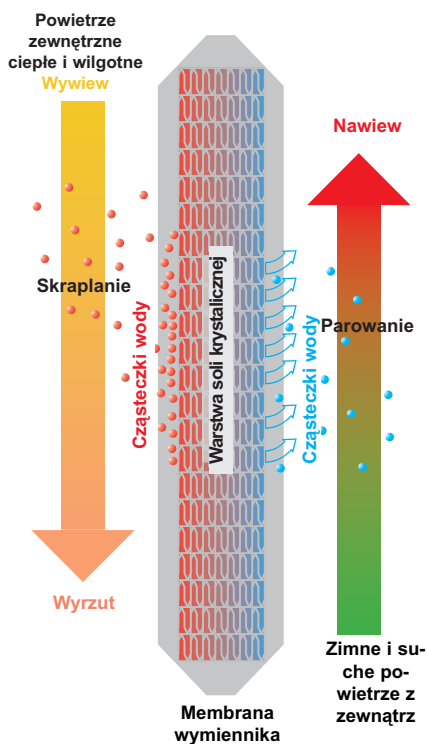 Powietrze
zewnętrzne
ciepłe i wilgotne
Wywiew
Nawiew
Skraplanie
Cząsteczki wody
Warstwa soli krystalicznej
Cząsteczki wody
Parowanie
Wyrzut
Membrana
wymiennika
Zimne i su-
che po-
wietrze z
zewnątrz